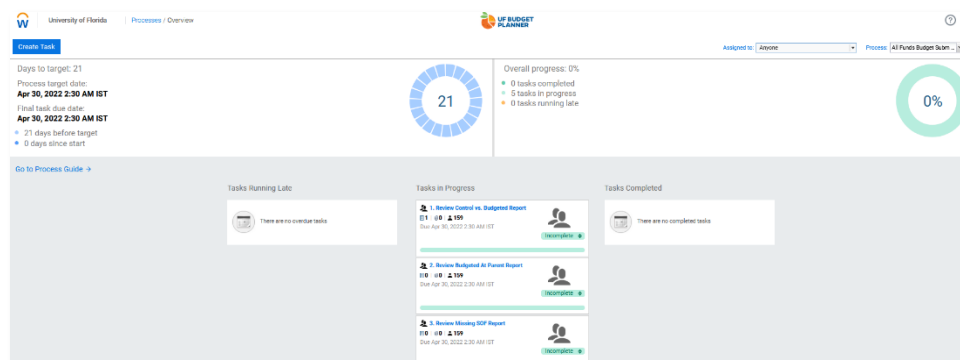 University of Florida
Processes / Overview
UF BUDGET
PLANNER
Create Task
Assigned to: Anyone
Process: All Funds Budget Subm ...
Days to target: 21
Process target date:
Apr 30, 2022 2:30 AM IST
Final task due date:
Apr 30, 2022 2:30 AM IST
21 days before target
0 days since start
21
Overall progress: 0%
0 tasks completed
5 tasks in progress
0 tasks running late
0%
Go to Process Guide →
Tasks Running Late
There are no overdue tasks
Tasks in Progress
1. Review Control vs. Budgeted Report
1 0 159
Due Apr 30, 2022 2:30 AM IST
Incomplete
2. Review Budgeted At Parent Report
0 0 159
Due Apr 30, 2022 2:30 AM IST
Incomplete
3. Review Missing SOF Report
0 0 159
Due Apr 30, 2022 2:30 AM IST
Incomplete
Tasks Completed
There are no completed tasks